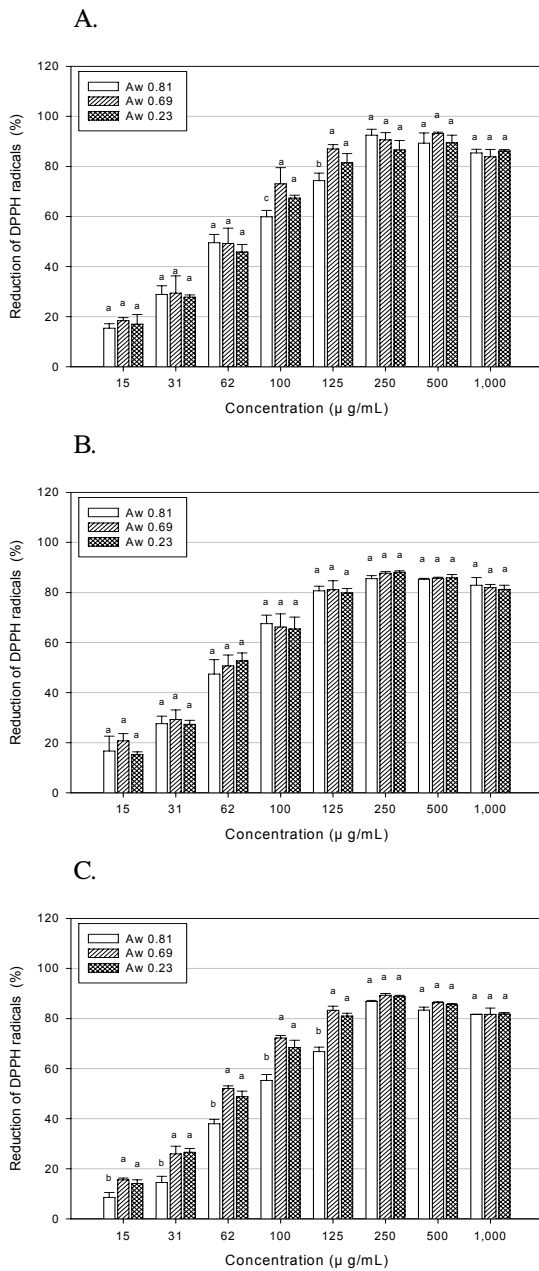 A.
120
100
80
60
40
20
0
Reduction of DPPH radicals (%)
Aw 0.81
Aw 0.69
Aw 0.23
a a a
a a a
a a a
c a a
b a a
a a a
a a a
a a a
15 31 62 100 125 250 500 1,000
Concentration (µ g/mL)
B.
120
100
80
60
40
20
0
Reduction of DPPH radicals (%)
Aw 0.81
Aw 0.69
Aw 0.23
a a a
a a a
a a a
a a a
a a a
a a a
a a a
a a a
15 31 62 100 125 250 500 1,000
Concentration (µ g/mL)
C.
120
100
80
60
40
20
0
Reduction of DPPH radicals (%)
Aw 0.81
Aw 0.69
Aw 0.23
b a a
b a a
b a a
b a a
b a a
a a a
a a a
a a a
15 31 62 100 125 250 500 1,000
Concentration (µ g/mL)